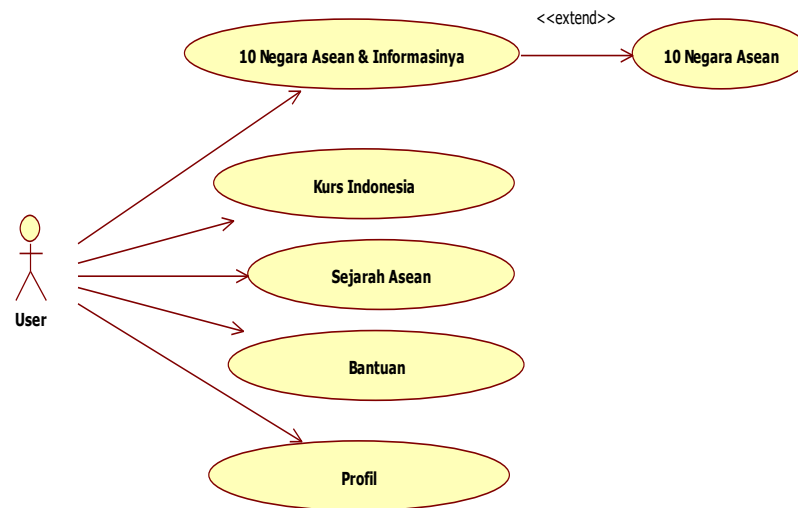 <<extend>>
10 Negara Asean & Informasinya
10 Negara Asean
Kurs Indonesia
Sejarah Asean
User
Bantuan
Profil